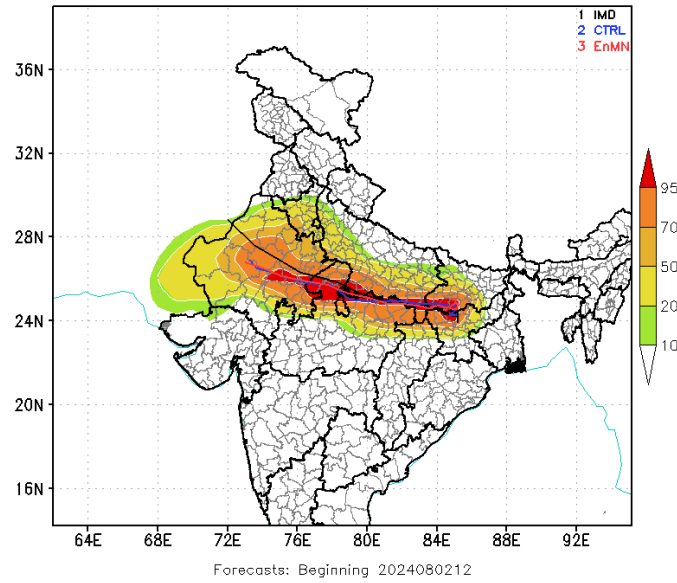 1 IMD
2 CTRL
3 EnMN
36N
32N
28N
24N
20N
16N
95
70
50
20
10
64E 68E 72E 76E 80E 84E 88E 92E
Forecasts: Beginning 2024080212